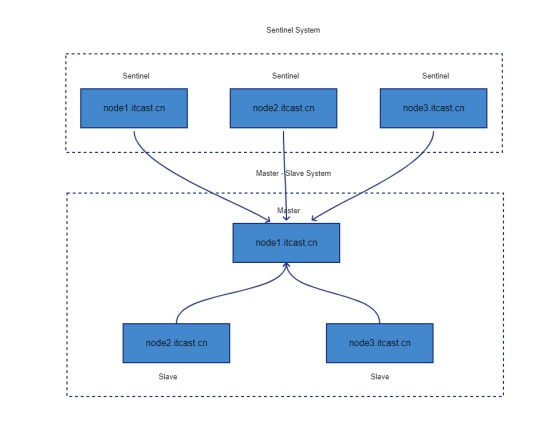 Sentinel System
Sentinel Sentinel Sentinel
node1.itcast.cn node2.itcast.cn node3.itcast.cn
Master - Slave System
Master
node1.itcast.cn
node2.itcast.cn node3.itcast.cn
Slave Slave